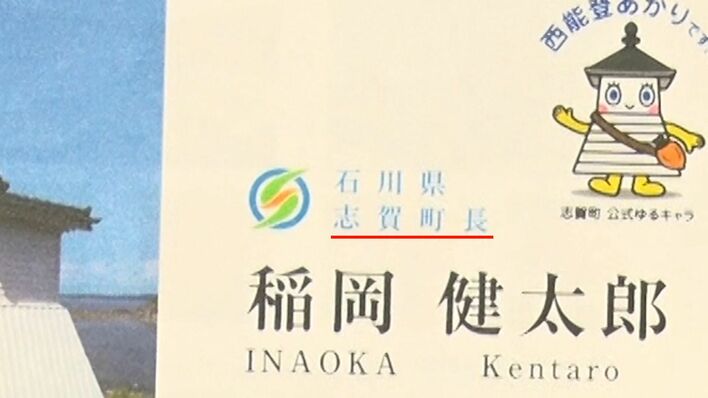 西能登あかりです。
石川県
志賀町長
志賀町 公式ゆるキャラ
稲岡 健太郎
INAOKA Kentaro